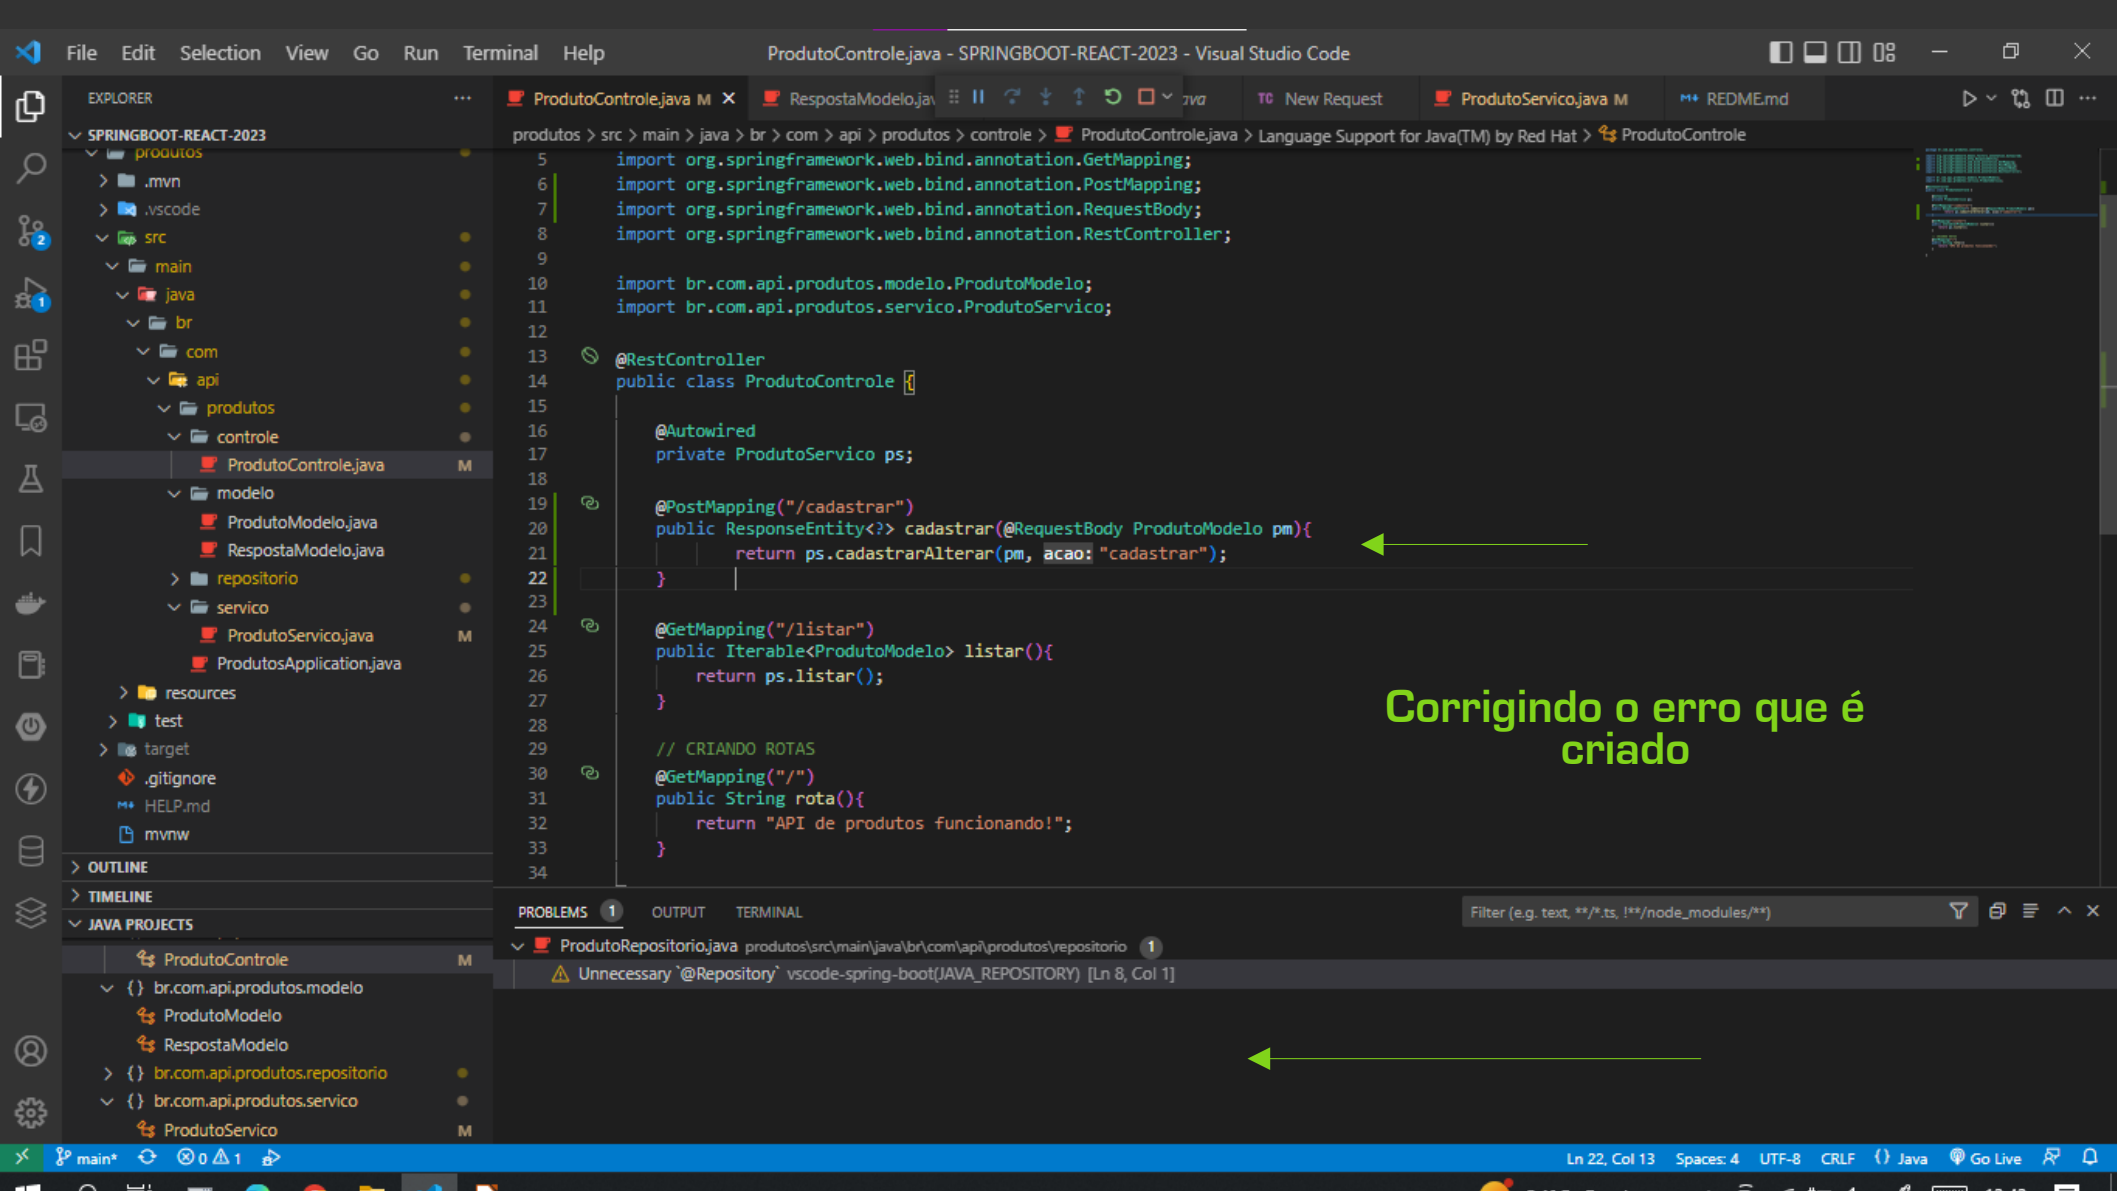 File Edit Selection View Go Run Terminal Help
ProdutoControle.java - SPRINGBOOT-REACT-2023 - Visual Studio Code
EXPLORER
SPRINGBOOT-REACT-2023
produtos
.mvn
.vscode
src
main
java
br
com
api
produtos
controle
ProdutoControle.java M
modelo
ProdutoModelo.java
RespostaModelo.java
repositorio
servico
ProdutoServico.java M
ProdutosApplication.java
resources
test
target
.gitignore
HELP.md
mvnw
OUTLINE
TIMELINE
JAVA PROJECTS
ProdutoControle M
{} br.com.api.produtos.modelo
ProdutoModelo
RespostaModelo
{} br.com.api.produtos.repositorio
{} br.com.api.produtos.servico
ProdutoServico M
2
1
ProdutoControle.java M RespostaModelo.jav ava TC New Request ProdutoServico.java M REDME.md
produtos > src > main > java > br > com > api > produtos > controle > ProdutoControle.java > Language Support for Java(TM) by Red Hat > ProdutoControle
5 import org.springframework.web.bind.annotation.GetMapping;
6 import org.springframework.web.bind.annotation.PostMapping;
7 import org.springframework.web.bind.annotation.RequestBody;
8 import org.springframework.web.bind.annotation.RestController;
9
10 import br.com.api.produtos.modelo.ProdutoModelo;
11 import br.com.api.produtos.servico.ProdutoServico;
12
13 @RestController
14 public class ProdutoControle {
15
16 @Autowired
17 private ProdutoServico ps;
18
19 @PostMapping("/cadastrar")
20 public ResponseEntity<?> cadastrar(@RequestBody ProdutoModelo pm){
21 return ps.cadastrarAlterar(pm, acao: "cadastrar");
22 }
23
24 @GetMapping("/listar")
25 public Iterable<ProdutoModelo> listar(){
26 return ps.listar();
27 }
28
29 // CRIANDO ROTAS
30 @GetMapping("/")
31 public String rota(){
32 return "API de produtos funcionando!";
33 }
34
Corrigindo o erro que é
criado
PROBLEMS 1 OUTPUT TERMINAL
Filter (e.g. text, **/*.ts, !**/node_modules/**)
ProdutoRepositorio.java produtos\src\main\java\br\com\api\produtos\repositorio 1
Unnecessary `@Repository` vscode-spring-boot(JAVA_REPOSITORY) [Ln 8, Col 1]
main* 0 1
Ln 22, Col 13 Spaces: 4 UTF-8 CRLF {} Java Go Live